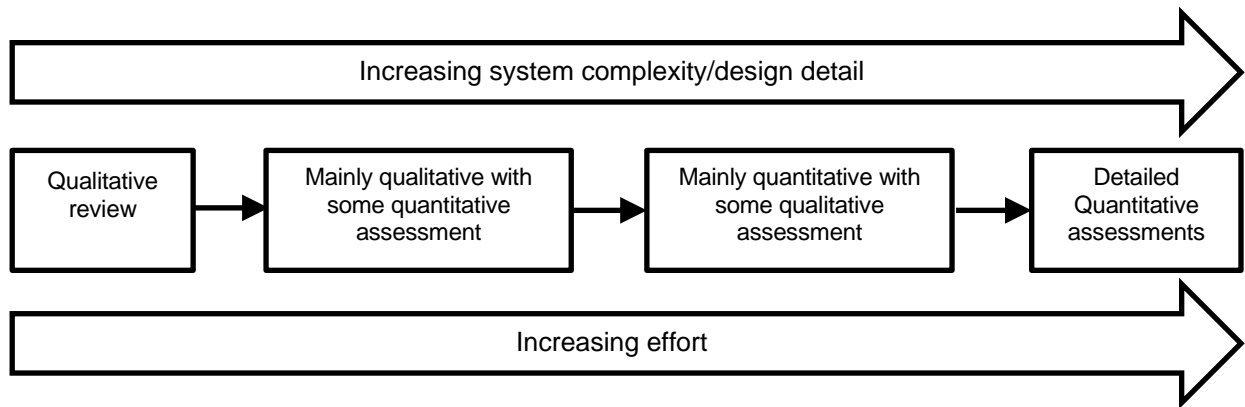 Increasing system complexity/design detail
Qualitative
review
Mainly qualitative with
some quantitative
assessment
Mainly quantitative with
some qualitative
assessment
Detailed
Quantitative
assessments
Increasing effort